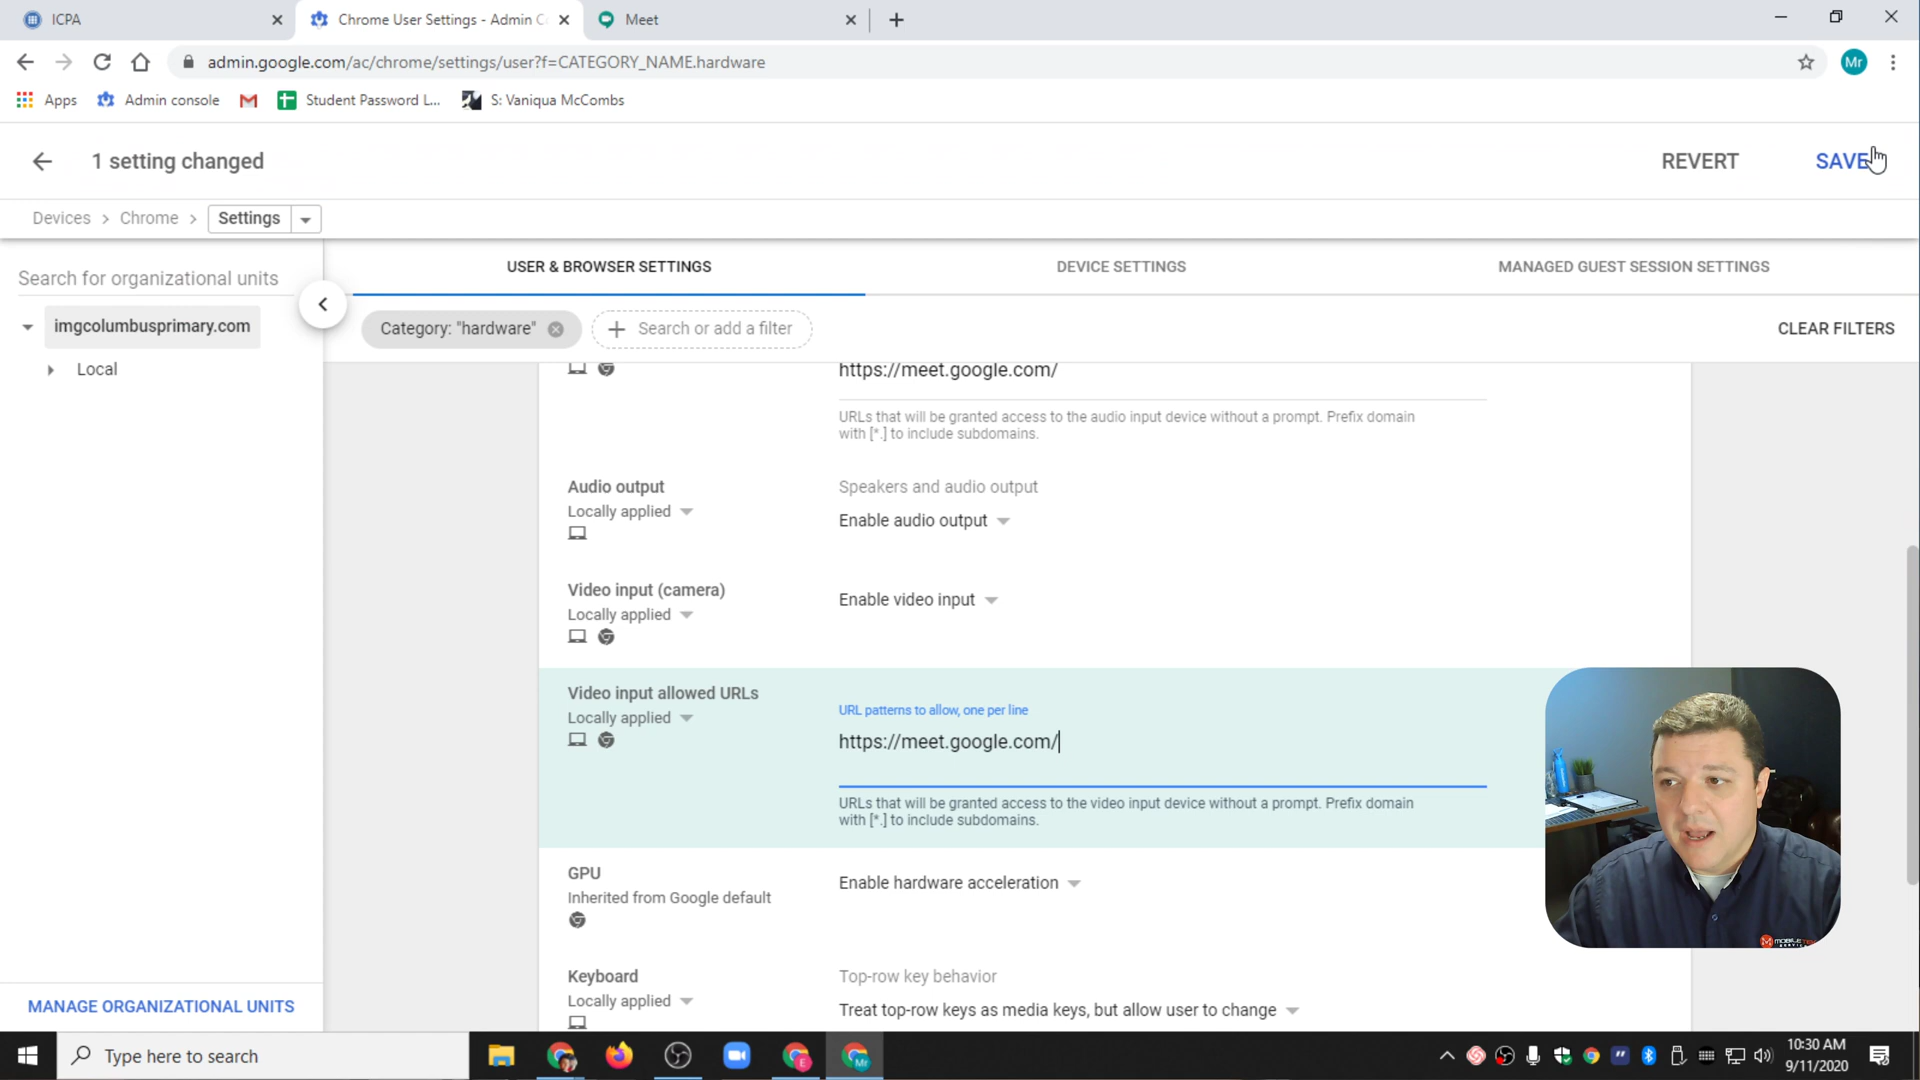 ICPA
Chrome User Settings - Admin C
Meet
admin.google.com/ac/chrome/settings/user?f=CATEGORY_NAME.hardware
Mr
Apps
Admin console
Student Password L...
S: Vaniqua McCombs
1 setting changed
REVERT
SAVE
Devices > Chrome > Settings
Search for organizational units
imgcolumbusprimary.com
Local
MANAGE ORGANIZATIONAL UNITS
USER & BROWSER SETTINGS
DEVICE SETTINGS
MANAGED GUEST SESSION SETTINGS
Category: "hardware"
Search or add a filter
CLEAR FILTERS
https://meet.google.com/
URLs that will be granted access to the audio input device without a prompt. Prefix domain
with [*.] to include subdomains.
Audio output
Locally applied
Speakers and audio output
Enable audio output
Video input (camera)
Locally applied
Enable video input
Video input allowed URLs
Locally applied
URL patterns to allow, one per line
https://meet.google.com/
URLs that will be granted access to the video input device without a prompt. Prefix domain
with [*.] to include subdomains.
GPU
Inherited from Google default
Enable hardware acceleration
Keyboard
Locally applied
Top-row key behavior
Treat top-row keys as media keys, but allow user to change
Type here to search
E
Mr
10:30 AM
9/11/2020